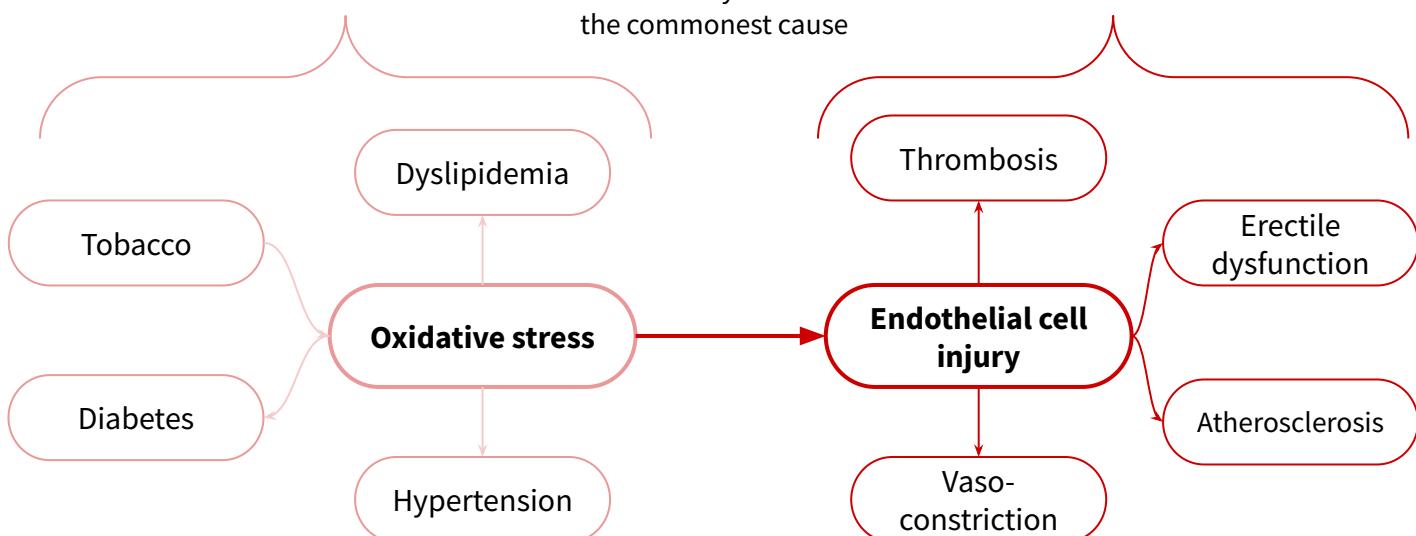 the commonest cause
Dyslipidemia
Thrombosis
Tobacco
Erectile
dysfunction
Oxidative stress
Endothelial cell
injury
Diabetes
Atherosclerosis
Hypertension
Vaso-
constriction